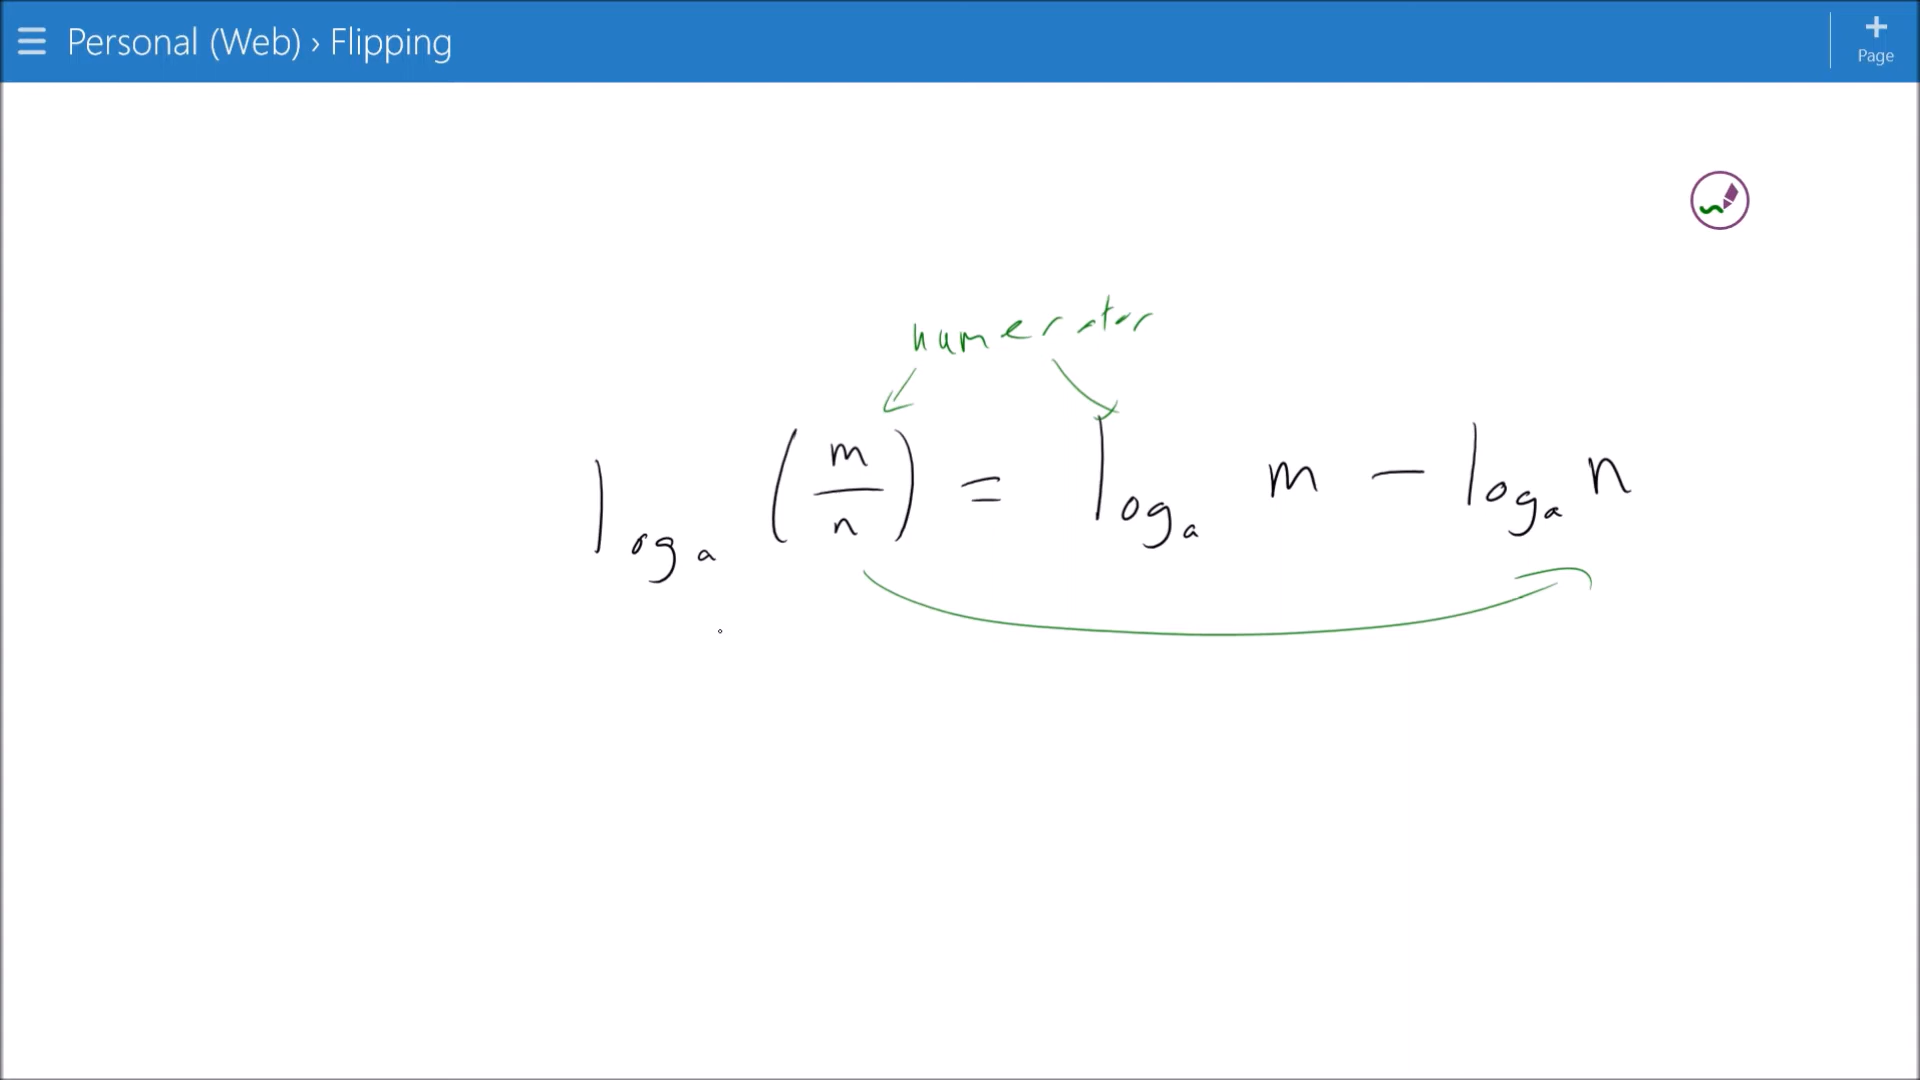 Personal (Web) › Flipping
+
Page
numerator
logₐ (m/n) = logₐ m − logₐ n